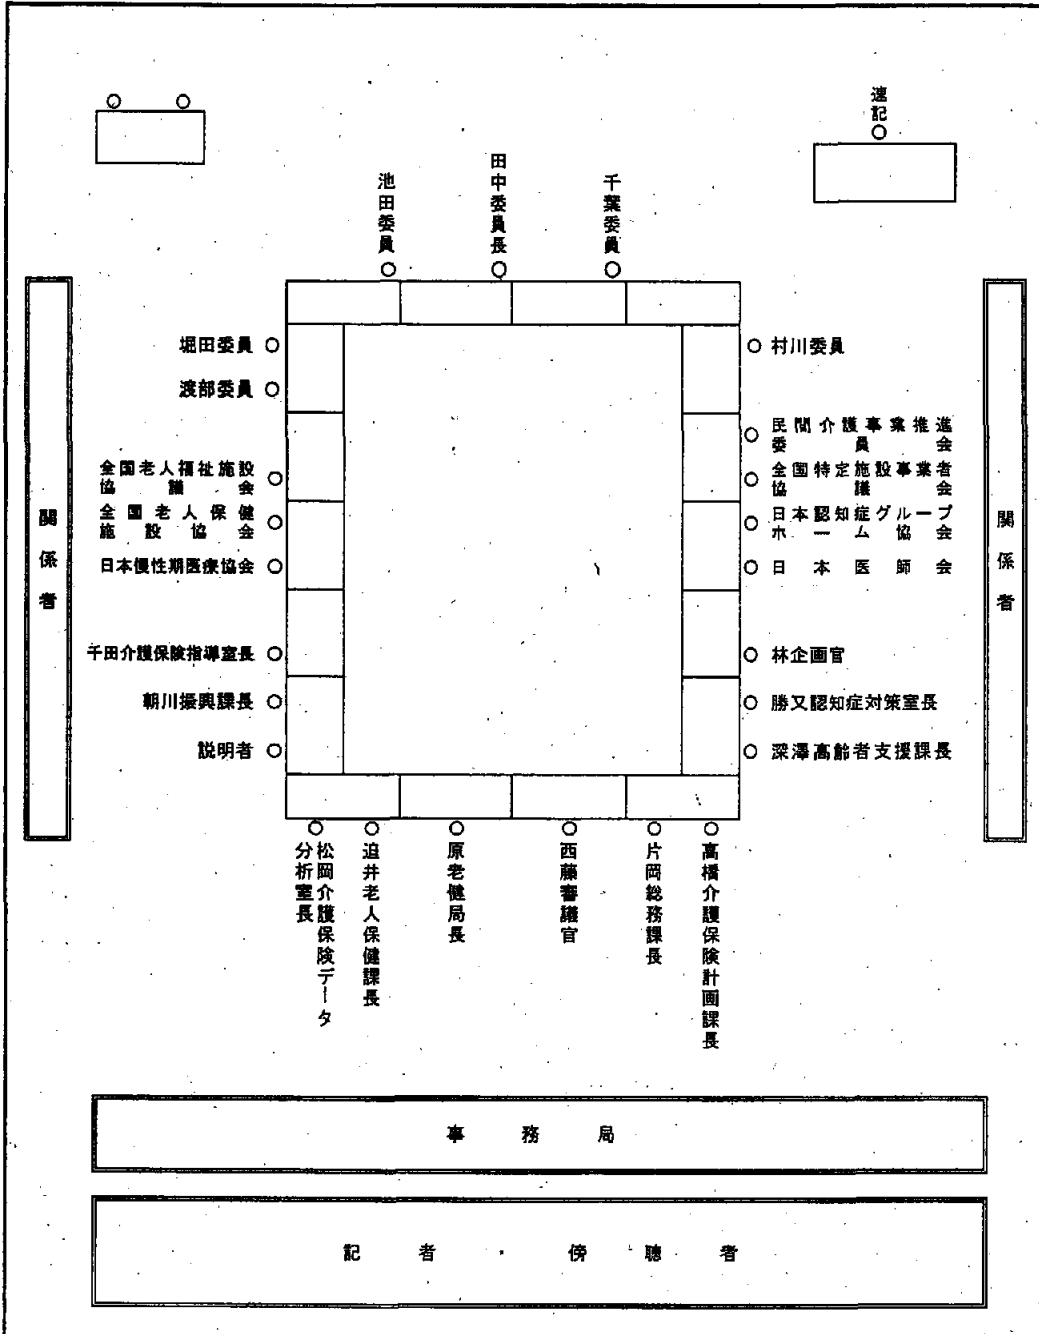 速記
池田委員
田中委員長
千葉委員
堀田委員
渡部委員
全国老人福祉施設
協議会
全国老人保健
施設協会
日本慢性期医療協会
千田介護保険指導室長
朝川振興課長
説明者
村川委員
民間介護事業推進
委員会
全国特定施設事業者
協議会
日本認知症グループ
ホーム協会
日本医師会
林企画官
勝又認知症対策室長
深澤高齢者支援課長
関係者
関係者
松岡介護保険データ
分析室長
迫井老人保健課長
原老健局長
西藤審議官
片岡総務課長
高橋介護保険計画課長
事務局
記者・傍聴者